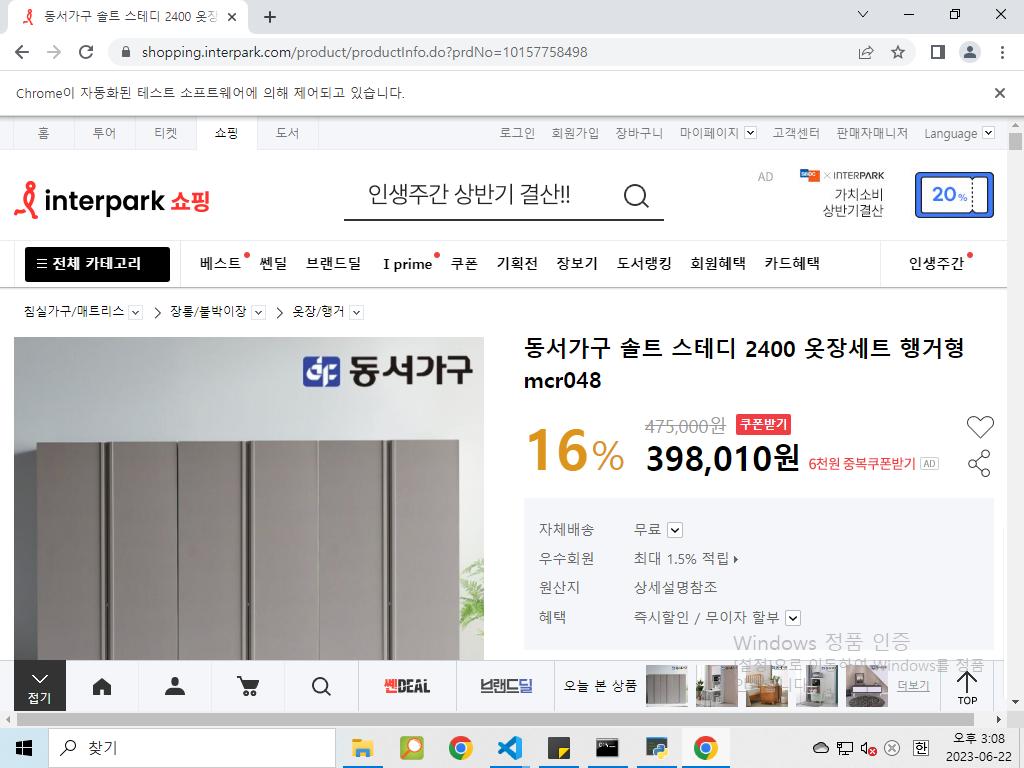 동서가구 솔트 스테디 2400 옷장
shopping.interpark.com/product/productInfo.do?prdNo=10157758498
Chrome이 자동화된 테스트 소프트웨어에 의해 제어되고 있습니다.
홈 투어 티켓 쇼핑 도서 로그인 회원가입 장바구니 마이페이지 고객센터 판매자매니저 Language
interpark 쇼핑
인생주간 상반기 결산!!
AD
SBDC × INTERPARK
가치소비
상반기결산
20%
전체 카테고리 베스트 쎈딜 브랜드딜 I prime 쿠폰 기획전 장보기 도서랭킹 회원혜택 카드혜택 인생주간
침실가구/매트리스 장롱/붙박이장 옷장/행거
동서가구
동서가구 솔트 스테디 2400 옷장세트 행거형
mcr048
16%
475,000원 쿠폰받기
398,010원 6천원 중복쿠폰받기 AD
자체배송 무료
우수회원 최대 1.5% 적립
원산지 상세설명참조
혜택 즉시할인 / 무이자 할부
Windows 정품 인증
[설정]으로 이동하여 Windows를 정품
접기
쎈DEAL
브랜드딜
오늘 본 상품
더보기
TOP
찾기
한
오후 3:08
2023-06-22